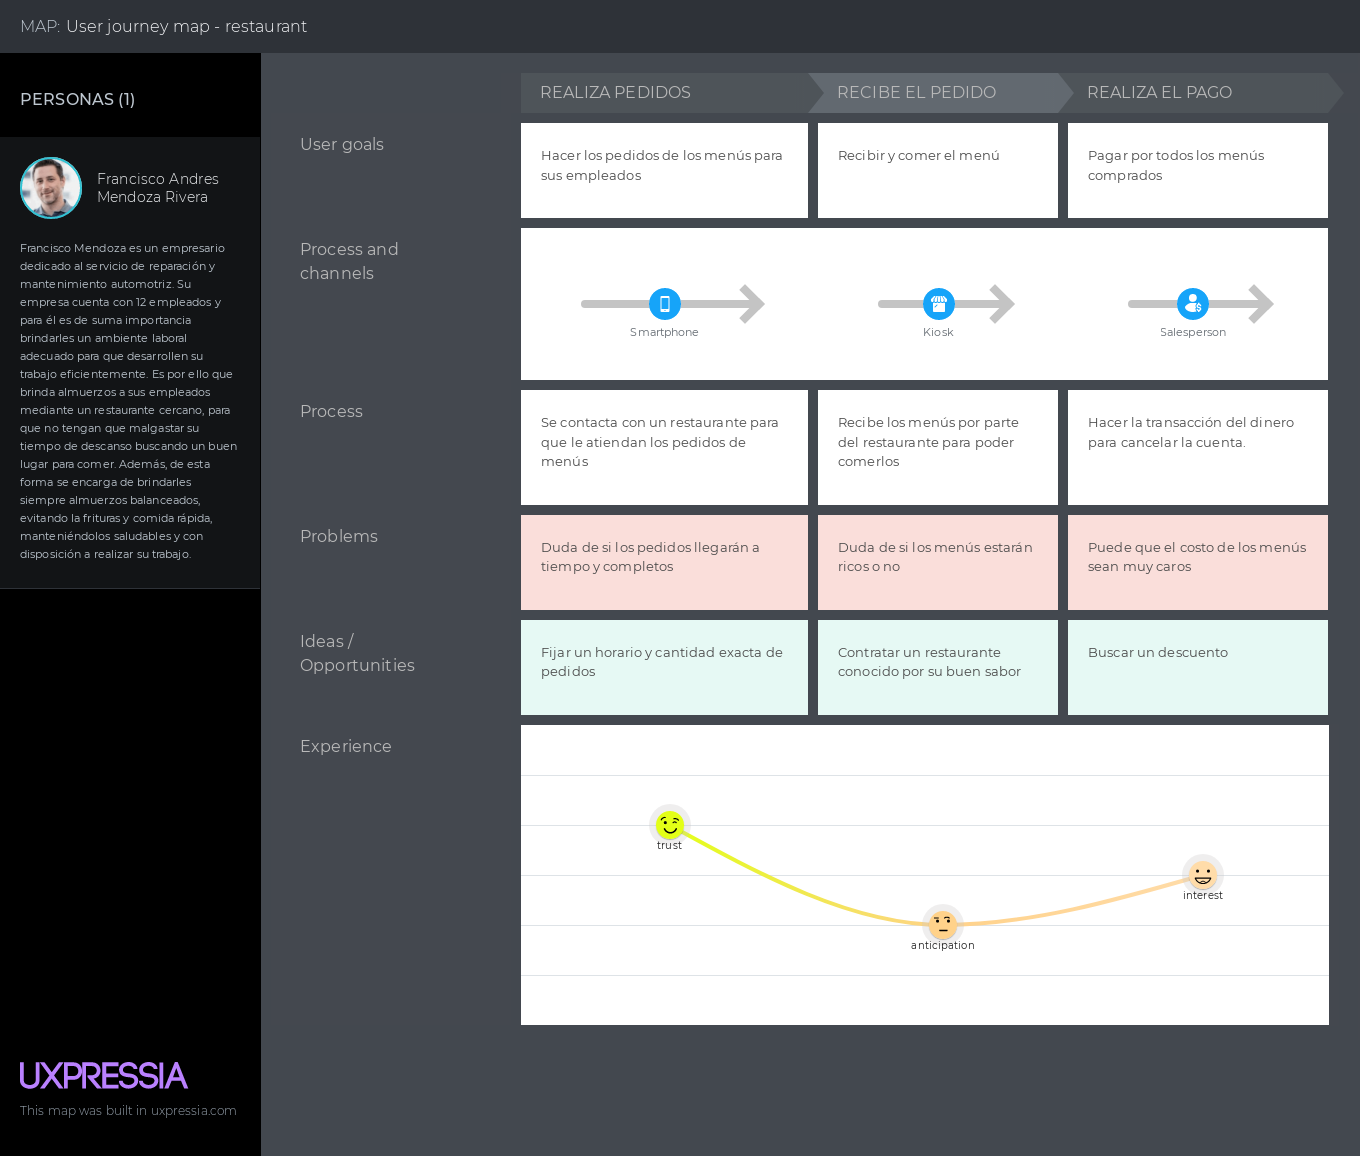 MAP: User journey map - restaurant
PERSONAS (1)
Francisco Andres
Mendoza Rivera
Francisco Mendoza es un empresario
dedicado al servicio de reparación y
mantenimiento automotriz. Su
empresa cuenta con 12 empleados y
para él es de suma importancia
brindarles un ambiente laboral
adecuado para que desarrollen su
trabajo eficientemente. Es por ello que
brinda almuerzos a sus empleados
mediante un restaurante cercano, para
que no tengan que malgastar su
tiempo de descanso buscando un buen
lugar para comer. Además, de esta
forma se encarga de brindarles
siempre almuerzos balanceados,
evitando la frituras y comida rápida,
manteniéndolos saludables y con
disposición a realizar su trabajo.
UXPRESSIA
This map was built in uxpressia.com
REALIZA PEDIDOS
RECIBE EL PEDIDO
REALIZA EL PAGO
User goals
Hacer los pedidos de los menús para
sus empleados
Recibir y comer el menú
Pagar por todos los menús
comprados
Process and
channels
Smartphone
Kiosk
Salesperson
Process
Se contacta con un restaurante para
que le atiendan los pedidos de
menús
Recibe los menús por parte
del restaurante para poder
comerlos
Hacer la transacción del dinero
para cancelar la cuenta.
Problems
Duda de si los pedidos llegarán a
tiempo y completos
Duda de si los menús estarán
ricos o no
Puede que el costo de los menús
sean muy caros
Ideas /
Opportunities
Fijar un horario y cantidad exacta de
pedidos
Contratar un restaurante
conocido por su buen sabor
Buscar un descuento
Experience
trust
anticipation
interest